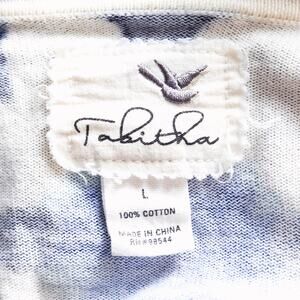 Tabitha
L
100% COTTON
MADE IN CHINA
RN#98544